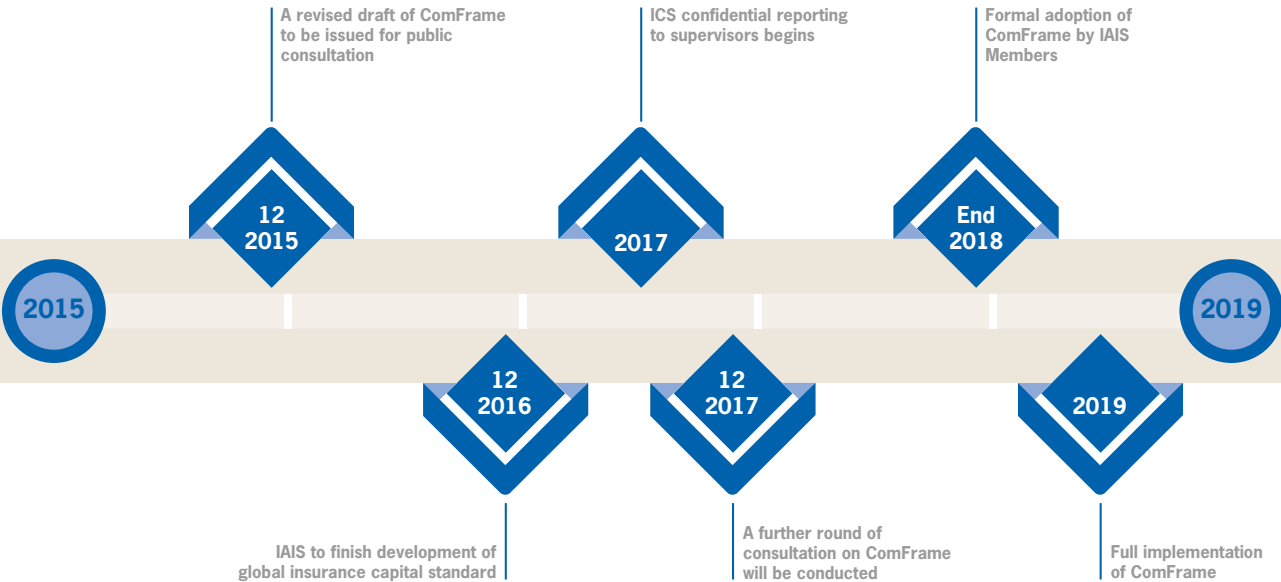 A revised draft of ComFrame
to be issued for public
consultation
ICS confidential reporting
to supervisors begins
Formal adoption of
ComFrame by IAIS
Members
12
2015
2017
End
2018
2015
2019
12
2016
12
2017
2019
IAIS to finish development of
global insurance capital standard
A further round of
consultation on ComFrame
will be conducted
Full implementation
of ComFrame